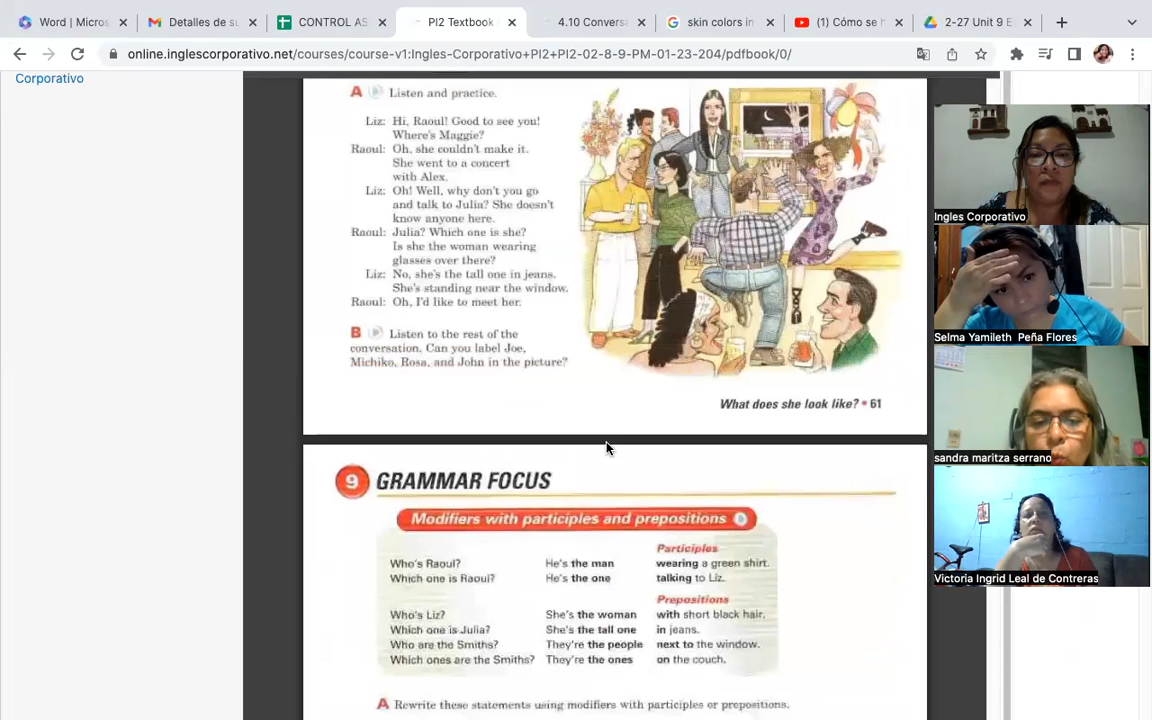 Word | Micros
Detalles de su
CONTROL AS
PI2 Textbook
4.10 Convers
skin colors in
(1) Cómo se h
2-27 Unit 9 E
online.inglescorporativo.net/courses/course-v1:Ingles-Corporativo+PI2+PI2-02-8-9-PM-01-23-204/pdfbook/0/
Corporativo
A Listen and practice.
Liz: Hi, Raoul! Good to see you!
Where's Maggie?
Raoul: Oh, she couldn't make it.
She went to a concert
with Alex.
Liz: Oh! Well, why don't you go
and talk to Julia? She doesn't
know anyone here.
Raoul: Julia? Which one is she?
Is she the woman wearing
glasses over there?
Liz: No, she's the tall one in jeans.
She's standing near the window.
Raoul: Oh, I'd like to meet her.
B Listen to the rest of the
conversation. Can you label Joe,
Michiko, Rosa, and John in the picture?
What does she look like? • 61
9 GRAMMAR FOCUS
Modifiers with participles and prepositions
Participles
Who's Raoul? He's the man wearing a green shirt.
Which one is Raoul? He's the one talking to Liz.
Prepositions
Who's Liz? She's the woman with short black hair.
Which one is Julia? She's the tall one in jeans.
Who are the Smiths? They're the people next to the window.
Which ones are the Smiths? They're the ones on the couch.
A Rewrite these statements using modifiers with participles or prepositions.
Ingles Corporativo
Selma Yamileth Peña Flores
sandra maritza serrano
Victoria Ingrid Leal de Contreras